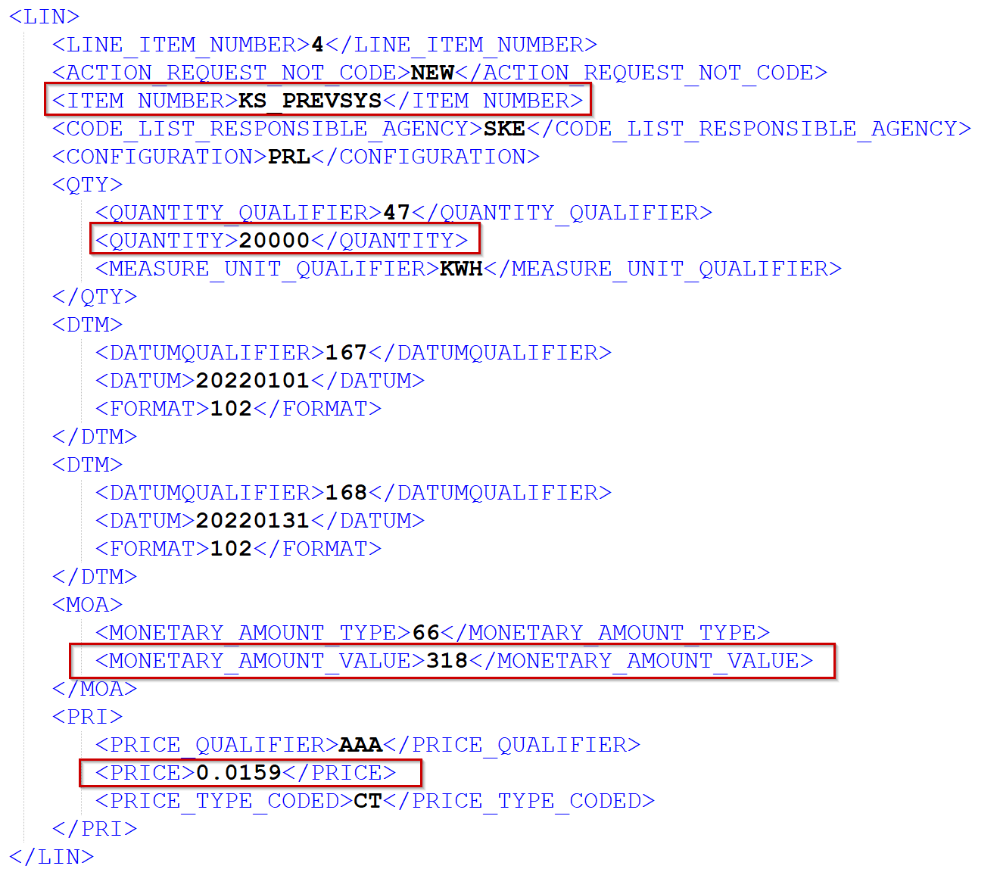 <LIN>
<LINE_ITEM_NUMBER>4</LINE_ITEM_NUMBER>
<ACTION_REQUEST_NOT_CODE>NEW</ACTION_REQUEST_NOT_CODE>
<ITEM_NUMBER>KS_PREVSYS</ITEM_NUMBER>
<CODE_LIST_RESPONSIBLE_AGENCY>SKE</CODE_LIST_RESPONSIBLE_AGENCY>
<CONFIGURATION>PRL</CONFIGURATION>
<QTY>
<QUANTITY_QUALIFIER>47</QUANTITY_QUALIFIER>
<QUANTITY>20000</QUANTITY>
<MEASURE_UNIT_QUALIFIER>KWH</MEASURE_UNIT_QUALIFIER>
</QTY>
<DTM>
<DATUMQUALIFIER>167</DATUMQUALIFIER>
<DATUM>20220101</DATUM>
<FORMAT>102</FORMAT>
</DTM>
<DTM>
<DATUMQUALIFIER>168</DATUMQUALIFIER>
<DATUM>20220131</DATUM>
<FORMAT>102</FORMAT>
</DTM>
<MOA>
<MONETARY_AMOUNT_TYPE>66</MONETARY_AMOUNT_TYPE>
<MONETARY_AMOUNT_VALUE>318</MONETARY_AMOUNT_VALUE>
</MOA>
<PRI>
<PRICE_QUALIFIER>AAA</PRICE_QUALIFIER>
<PRICE>0.0159</PRICE>
<PRICE_TYPE_CODED>CT</PRICE_TYPE_CODED>
</PRI>
</LIN>